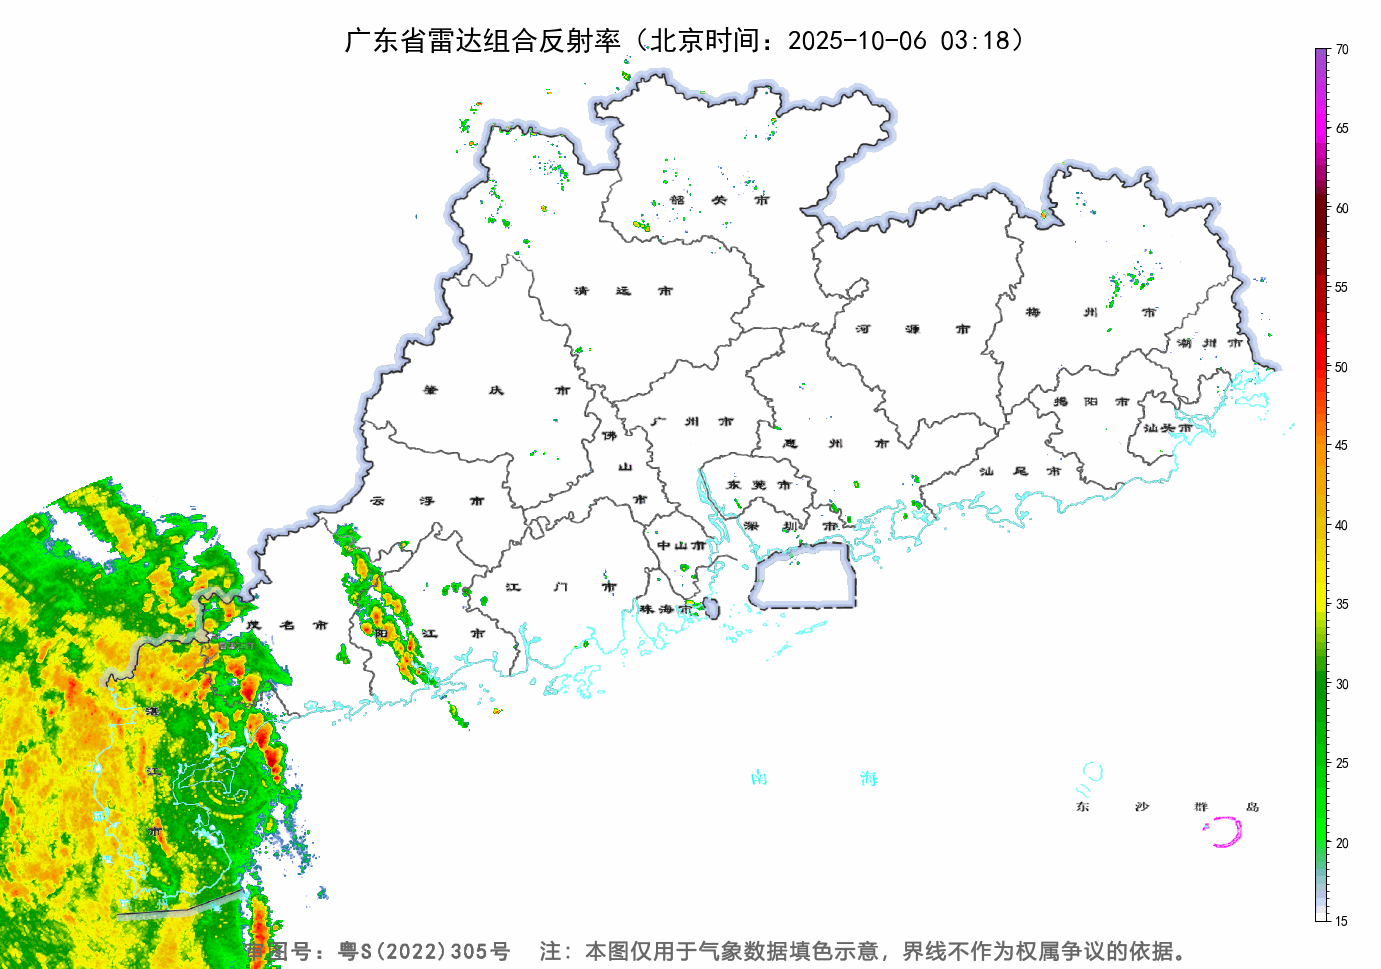 广东省雷达组合反射率（北京时间：2025-10-06 03:18）
70
65
60
55
50
45
40
35
30
25
20
15
韶关市
清远市
河源市
梅州市
潮州市
肇庆市
广州市
佛山市
惠州市
揭阳市
汕头市
汕尾市
云浮市
东莞市
深圳市
中山市
江门市
珠海市
茂名市
阳江市
湛江市
南海
东沙群岛
审图号：粤S(2022)305号 注：本图仅用于气象数据填色示意，界线不作为权属争议的依据。